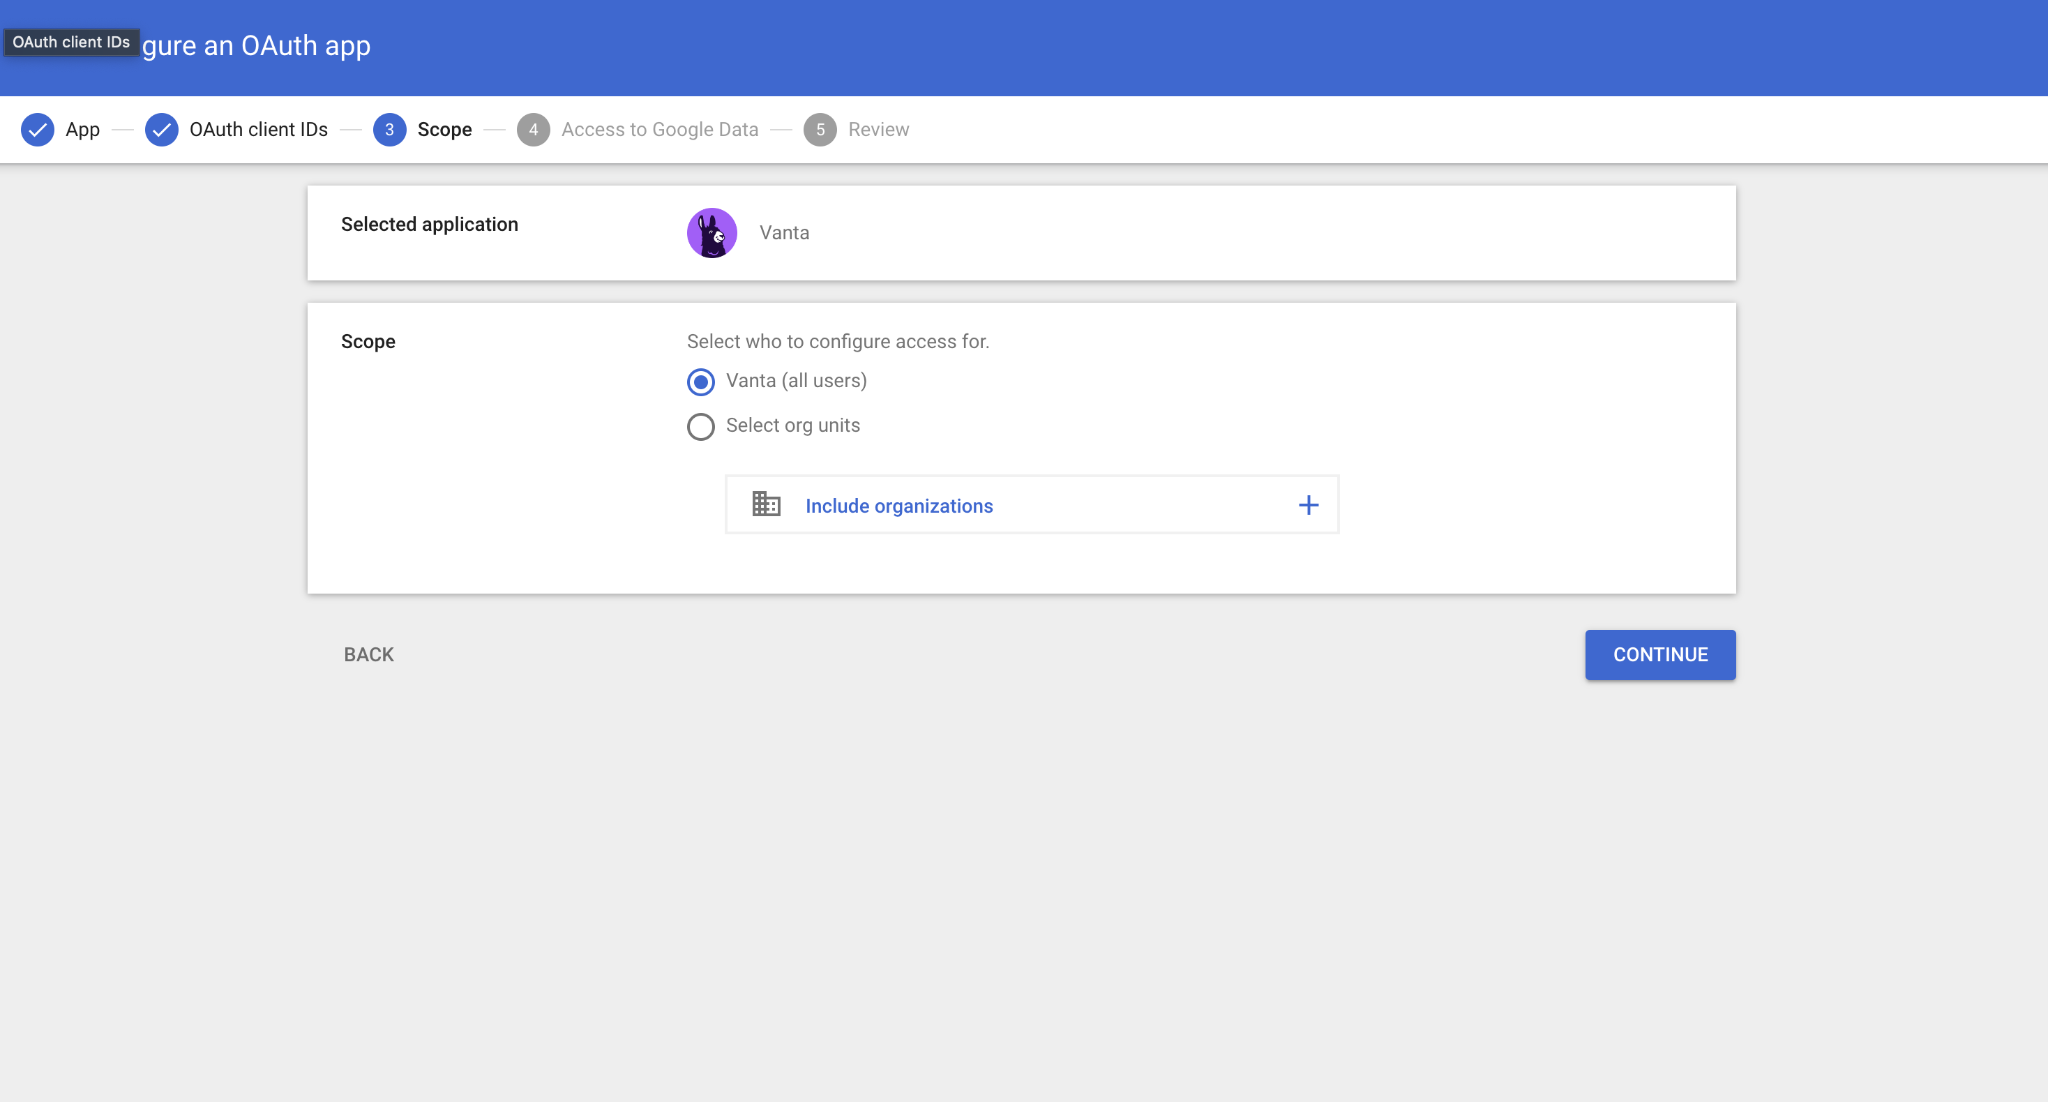 OAuth client IDs
gure an OAuth app
App
OAuth client IDs
3 Scope
4 Access to Google Data
5 Review
Selected application
Vanta
Scope
Select who to configure access for.
Vanta (all users)
Select org units
Include organizations
BACK
CONTINUE